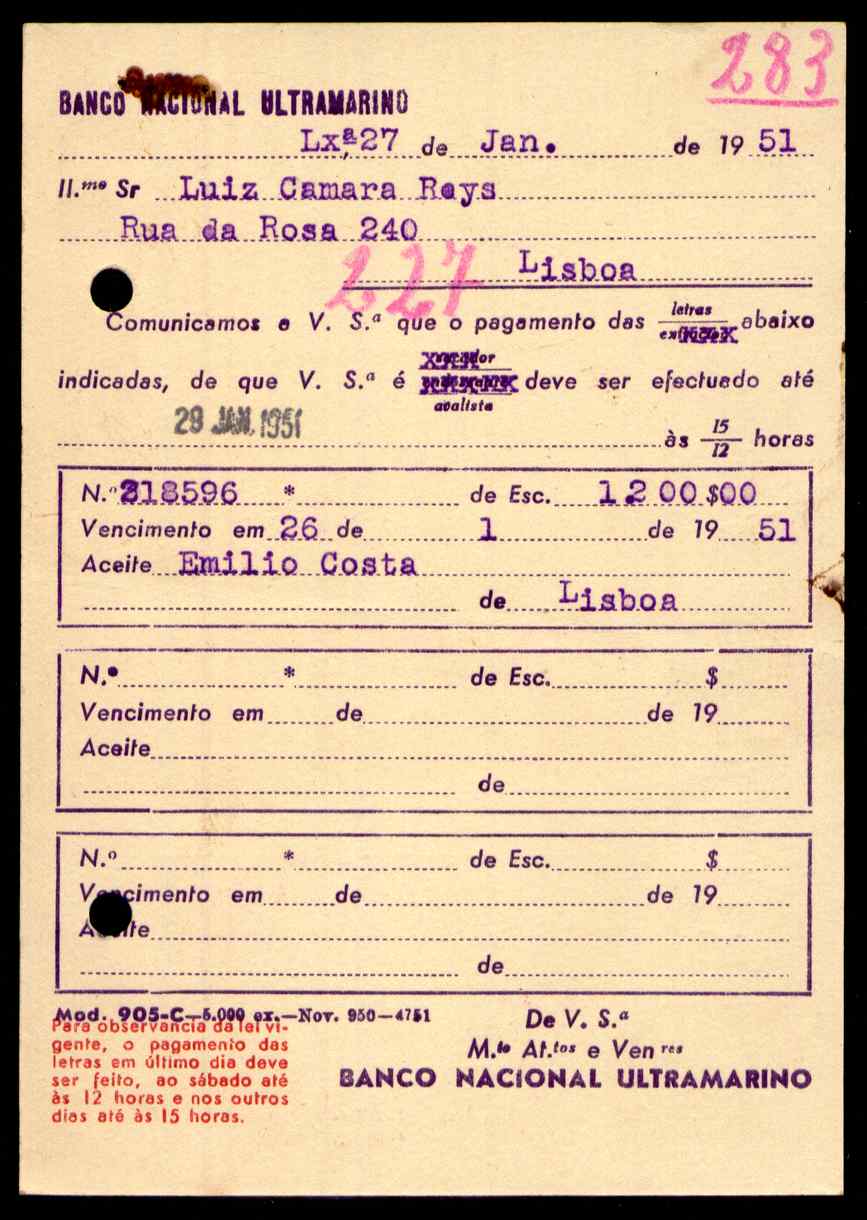 283
BANCO NACIONAL ULTRAMARINO
Lxª 27 de Jan. de 19 51
Il.mo Sr Luiz Camara Reys
Rua da Rosa 240
227 Lisboa
Comunicamos a V. S.ª que o pagamento das letras abaixo
indicadas, de que V. S.ª é avalista deve ser efectuado até
29 JAN. 1951
às 15/12 horas
N.º 218596 * de Esc. 1.200$00
Vencimento em 26 de 1 de 19 51
Aceite Emilio Costa
de Lisboa
N.º * de Esc. $
Vencimento em de de 19
Aceite
de
N.º * de Esc. $
Vencimento em de de 19
Aceite
de
Mod. 905-C—5.000 ex.—Nov. 950—4751
Para observancia da lei vi-
gente, o pagamento das
letras em último dia deve
ser feito, ao sábado até
às 12 horas e nos outros
dias até às 15 horas.
De V. S.ª
M.to At.tos e Ven res
BANCO NACIONAL ULTRAMARINO